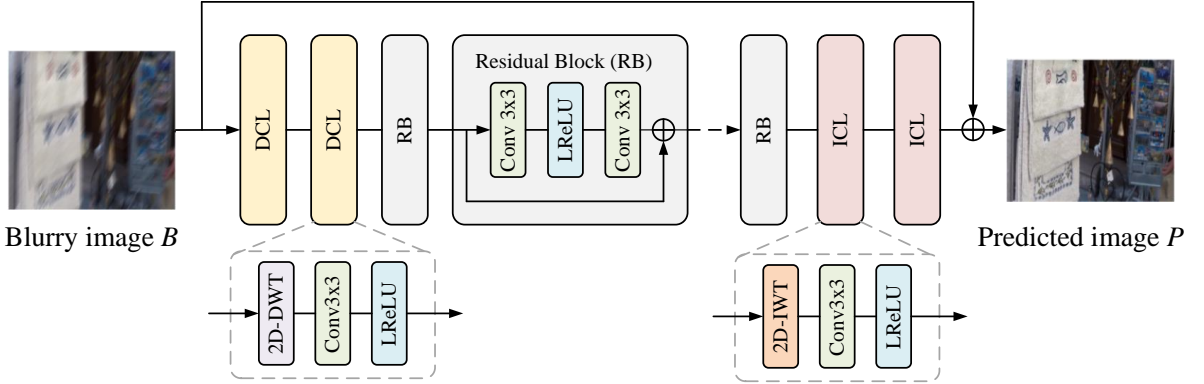 Blurry image B
DCL
DCL
RB
Residual Block (RB)
Conv 3x3
LReLU
Conv 3x3
RB
ICL
ICL
Predicted image P
2D-DWT
Conv3x3
LReLU
2D-IWT
Conv3x3
LReLU